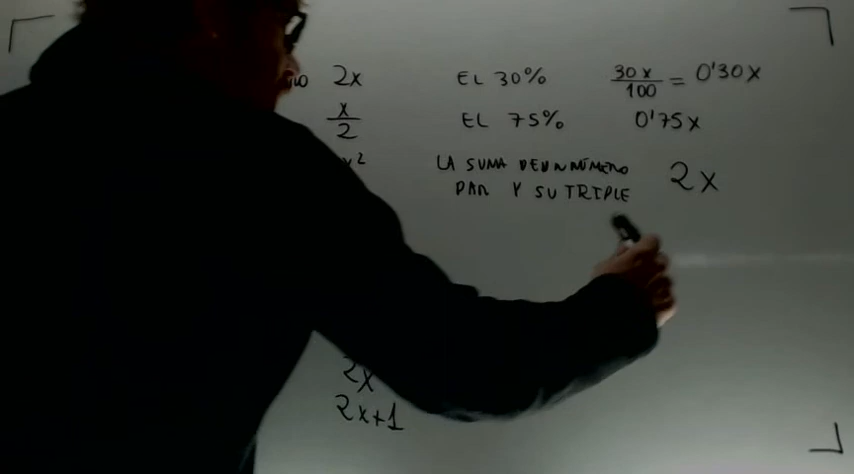 2x
x/2
2x
2x+1
EL 30% 30x/100 = 0'30x
EL 75% 0'75x
LA SUMA DE UN NÚMERO
PAR Y SU TRIPLE 2x